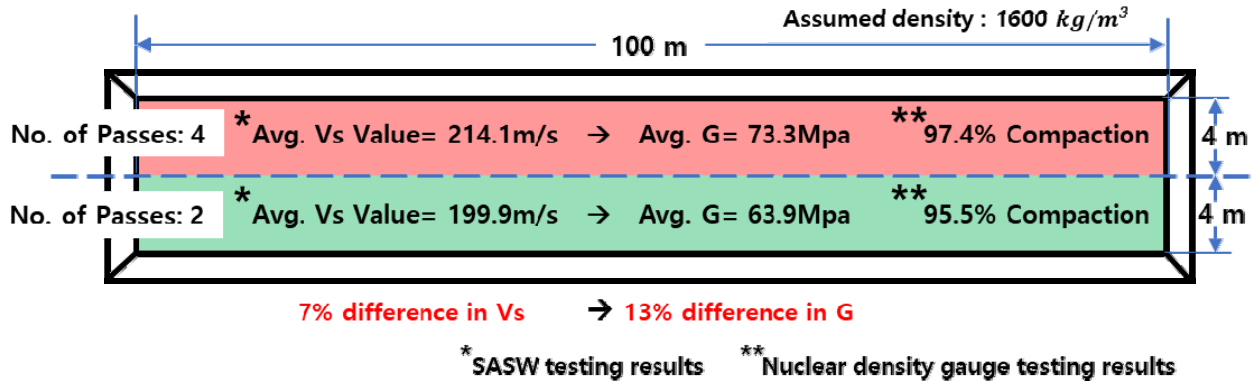 Assumed density : 1600 kg/m³
100 m
No. of Passes: 4 *Avg. Vs Value= 214.1m/s → Avg. G= 73.3Mpa **97.4% Compaction 4 m
No. of Passes: 2 *Avg. Vs Value= 199.9m/s → Avg. G= 63.9Mpa **95.5% Compaction 4 m
7% difference in Vs → 13% difference in G
*SASW testing results **Nuclear density gauge testing results